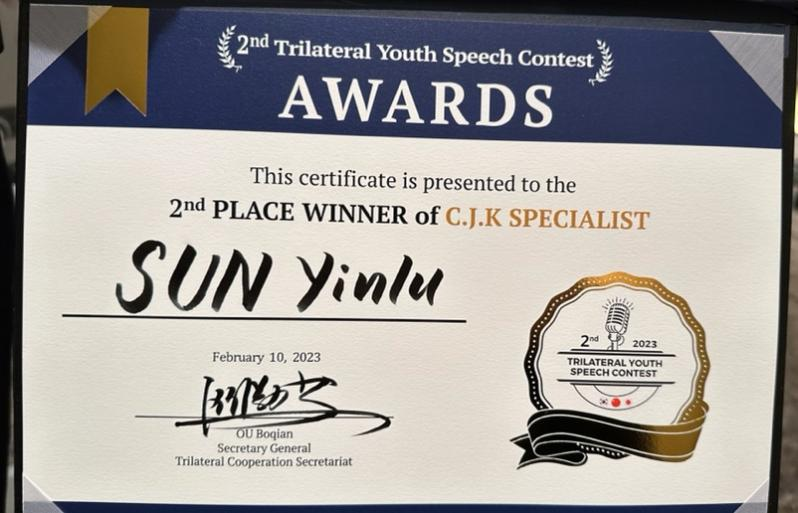 2nd Trilateral Youth Speech Contest
AWARDS
This certificate is presented to the
2nd PLACE WINNER of C.J.K SPECIALIST
SUN Yinlu
February 10, 2023
OU Boqian
Secretary General
Trilateral Cooperation Secretariat
2nd 2023
TRILATERAL YOUTH
SPEECH CONTEST